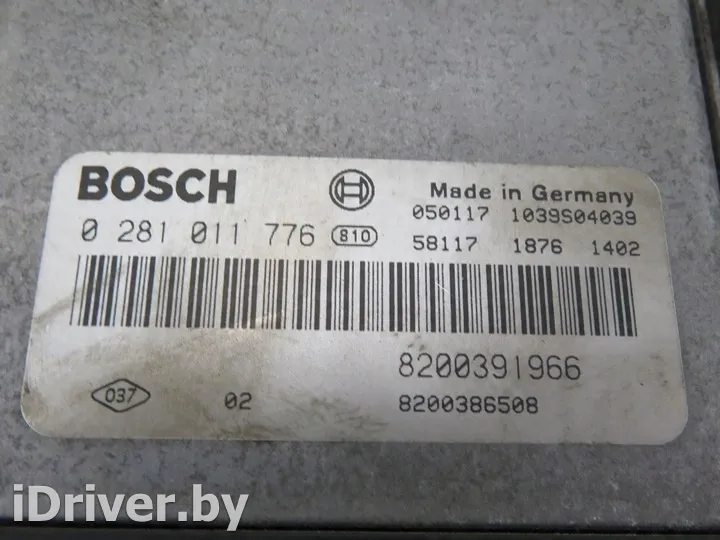 BOSCH
Made in Germany
050117 1039S04039
0 281 011 776 810
58117 1876 1402
8200391966
037 02 8200386508
iDriver.by